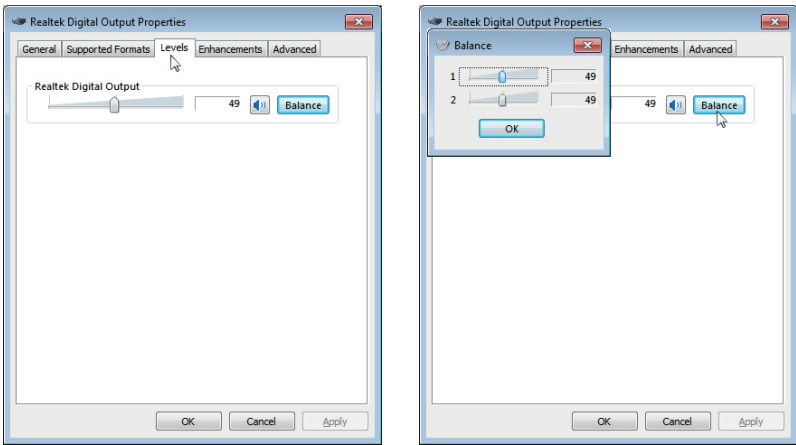 Realtek Digital Output Properties
General Supported Formats Levels Enhancements Advanced
Realtek Digital Output
49 Balance
OK Cancel Apply
Realtek Digital Output Properties
Balance
Enhancements Advanced
1 49
2 49
OK
49 Balance
OK Cancel Apply